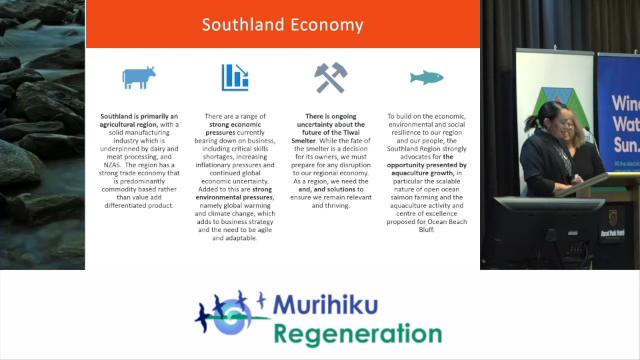 Southland Economy
Southland is primarily an
agricultural region, with a
solid manufacturing
industry which is
underpinned by dairy and
meat processing, and
NZAS. The region has a
strong trade economy that
is predominantly
commodity based rather
than value add
differentiated product.
There are a range of
strong economic
pressures currently
bearing down on business,
including critical skills
shortages, increasing
inflationary pressures and
continued global
economic uncertainty.
Added to this are strong
environmental pressures,
namely global warming
and climate change, which
adds to business strategy
and the need to be agile
and adaptable.
There is ongoing
uncertainty about the
future of the Tiwai
Smelter. While the fate of
the smelter is a decision
for its owners, we must
prepare for any disruption
to our regional economy.
As a region, we need the
and, and solutions to
ensure we remain relevant
and thriving.
To build on the economic,
environmental and social
resilience to our region
and our people, the
Southland Region strongly
advocates for the
opportunity presented by
aquaculture growth, in
particular the scalable
nature of open ocean
salmon farming and the
aquaculture activity and
centre of excellence
proposed for Ocean Beach
Bluff.
Wind
Wat
Sun.
Murihiku
Regeneration